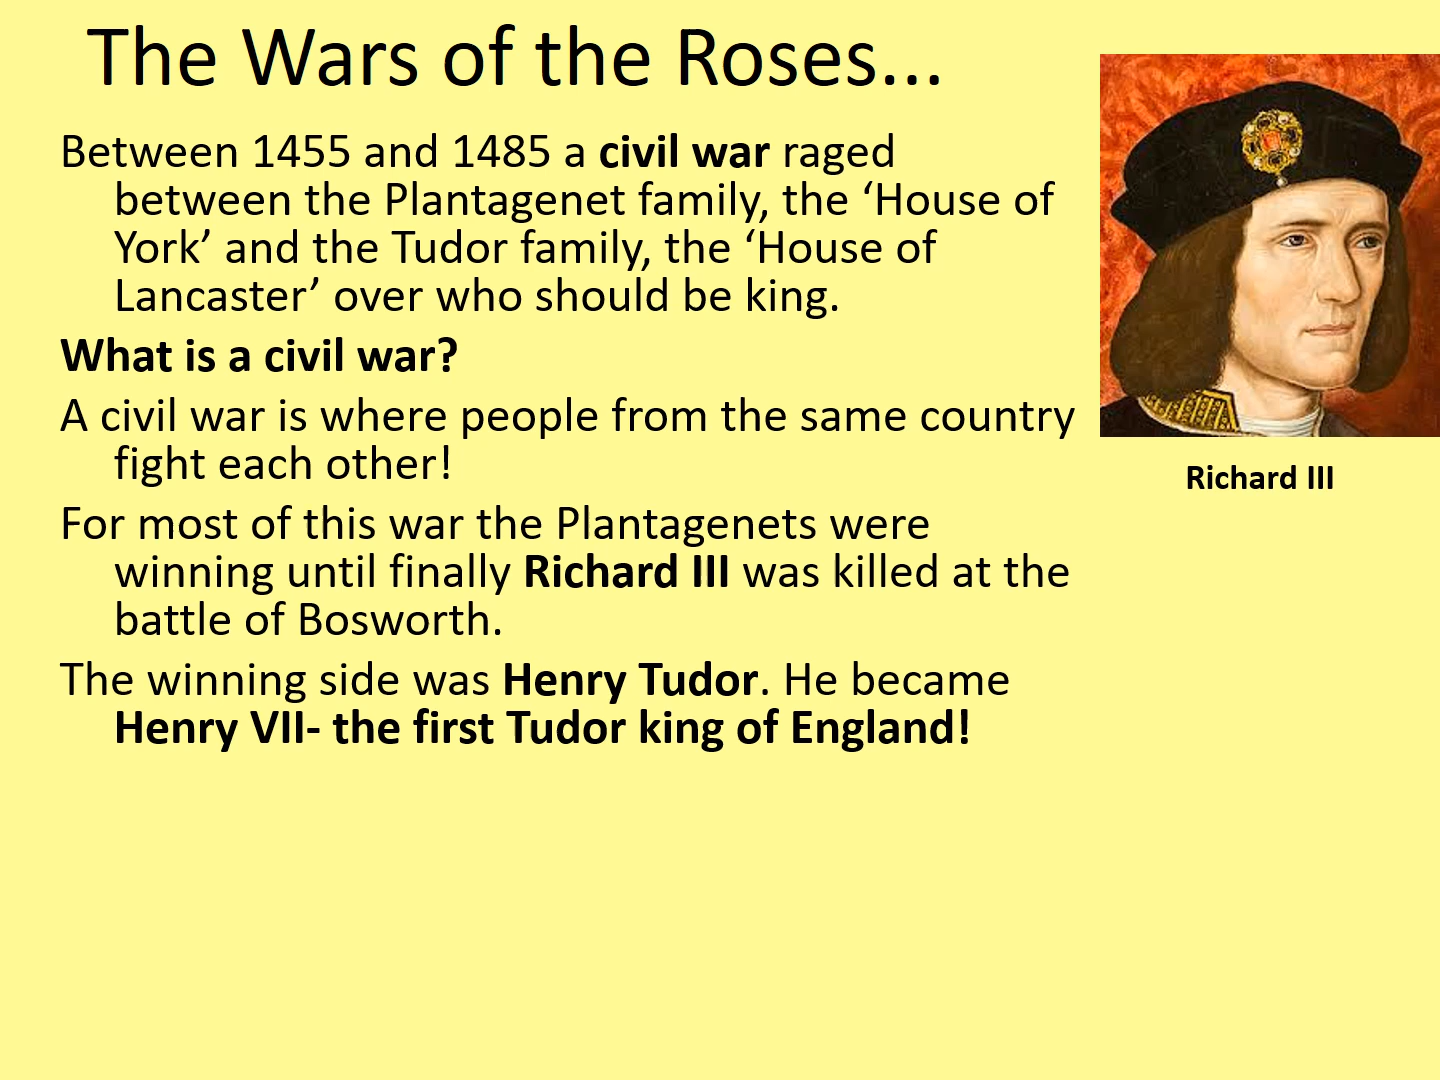 The Wars of the Roses...
Between 1455 and 1485 a civil war raged
between the Plantagenet family, the ‘House of
York’ and the Tudor family, the ‘House of
Lancaster’ over who should be king.
What is a civil war?
A civil war is where people from the same country
fight each other!
For most of this war the Plantagenets were
winning until finally Richard III was killed at the
battle of Bosworth.
The winning side was Henry Tudor. He became
Henry VII- the first Tudor king of England!
Richard III